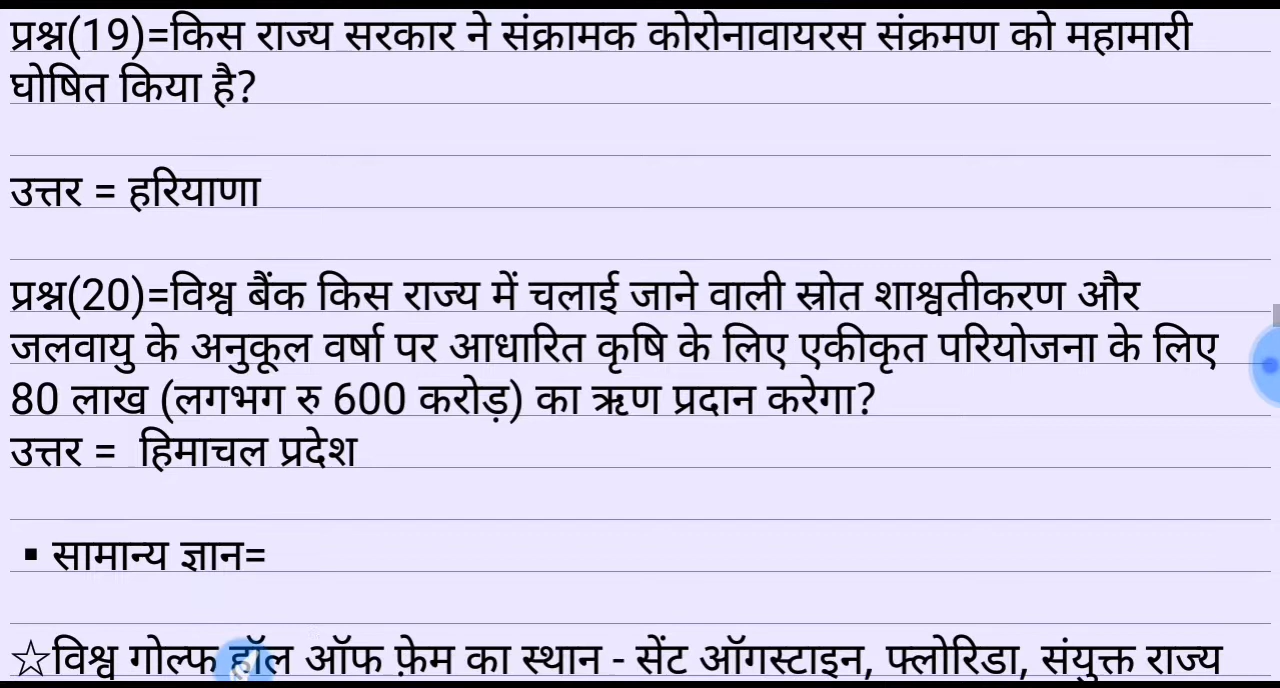 प्रश्न(19)=किस राज्य सरकार ने संक्रामक कोरोनावायरस संक्रमण को महामारी
घोषित किया है?
उत्तर = हरियाणा
प्रश्न(20)=विश्व बैंक किस राज्य में चलाई जाने वाली स्रोत शाश्वतीकरण और
जलवायु के अनुकूल वर्षा पर आधारित कृषि के लिए एकीकृत परियोजना के लिए
80 लाख (लगभग रु 600 करोड़) का ऋण प्रदान करेगा?
उत्तर = हिमाचल प्रदेश
▪ सामान्य ज्ञान=
☆विश्व गोल्फ हॉल ऑफ फ़ेम का स्थान - सेंट ऑगस्टाइन, फ्लोरिडा, संयुक्त राज्य